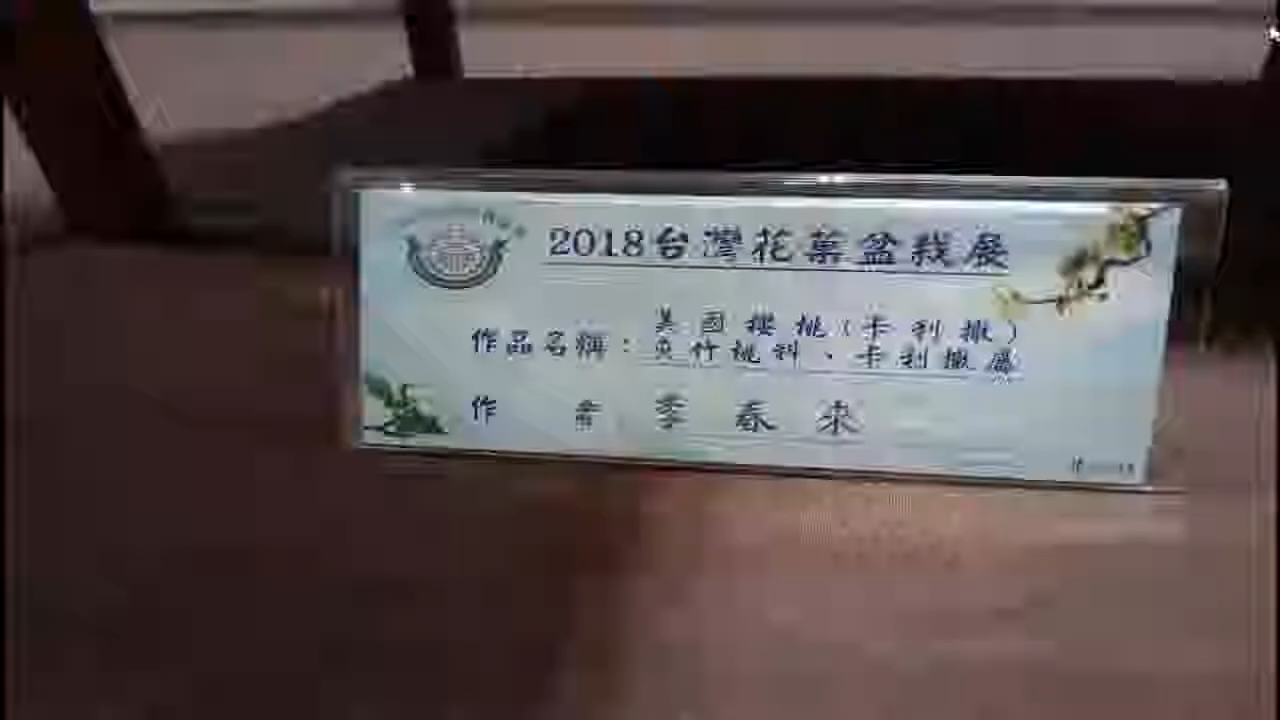 2018台灣花菓盆栽展
作品名稱：美國櫻桃(卡利撒)
夾竹桃科、卡利撒屬
作者：李春來